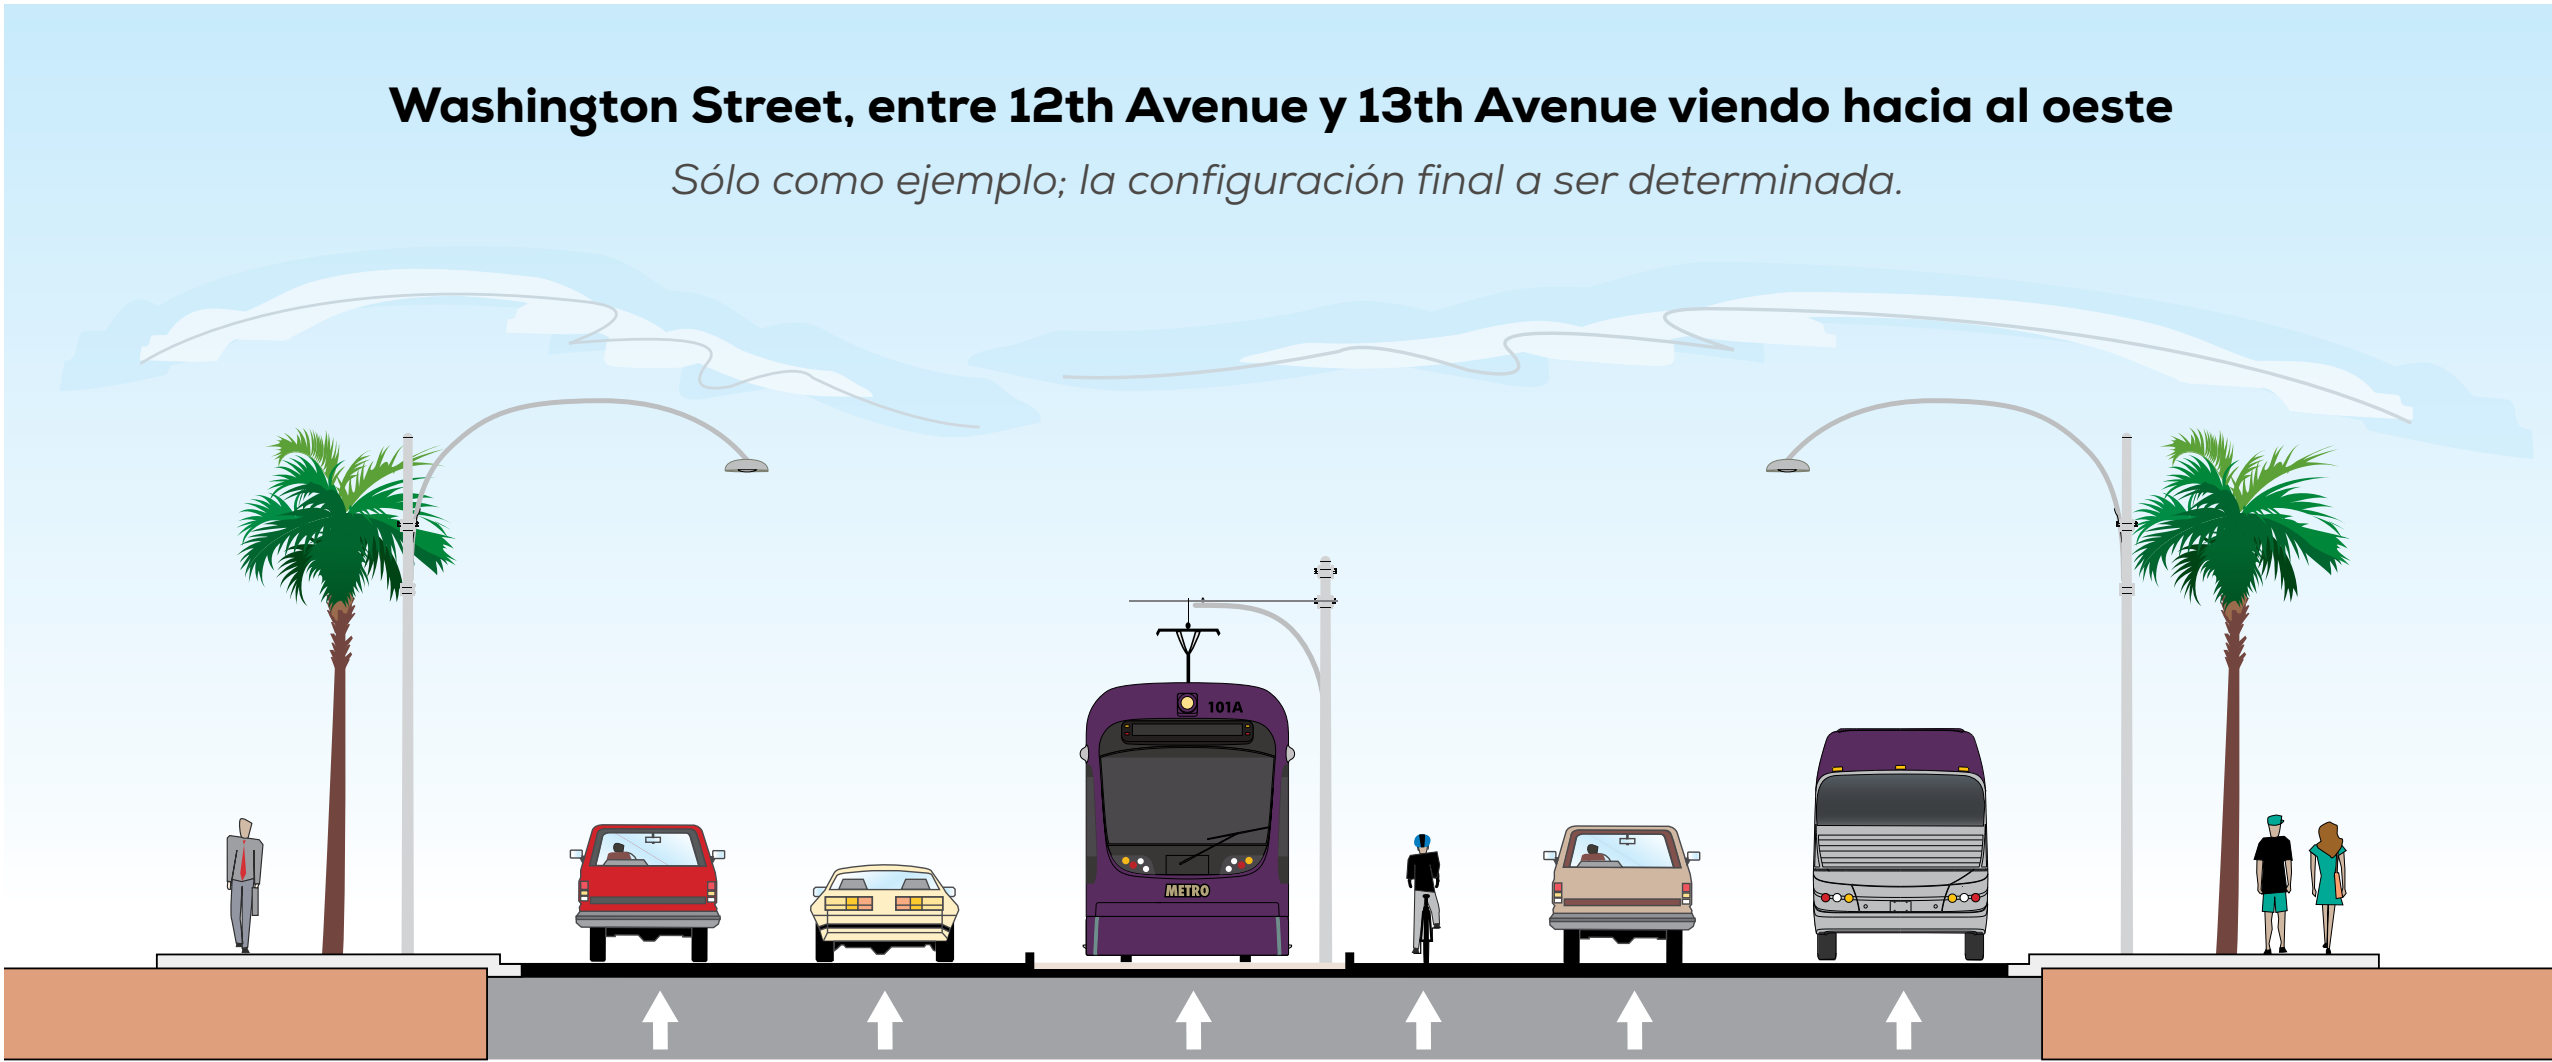 Washington Street, entre 12th Avenue y 13th Avenue viendo hacia al oeste
Sólo como ejemplo; la configuración final a ser determinada.
101A
METRO